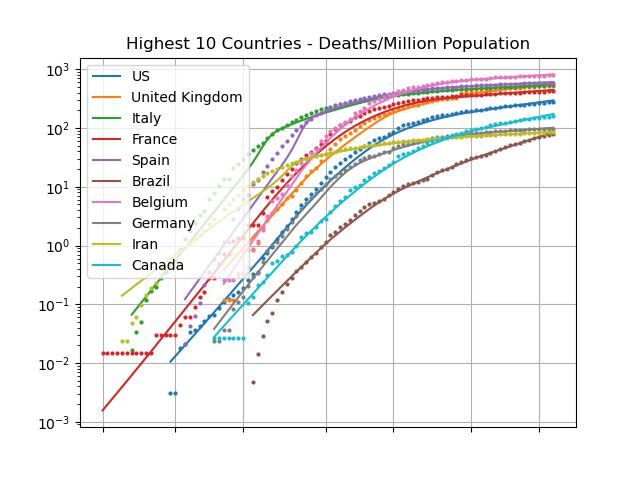 Highest 10 Countries - Deaths/Million Population
10³
10²
10¹
10⁰
10⁻¹
10⁻²
10⁻³
US
United Kingdom
Italy
France
Spain
Brazil
Belgium
Germany
Iran
Canada